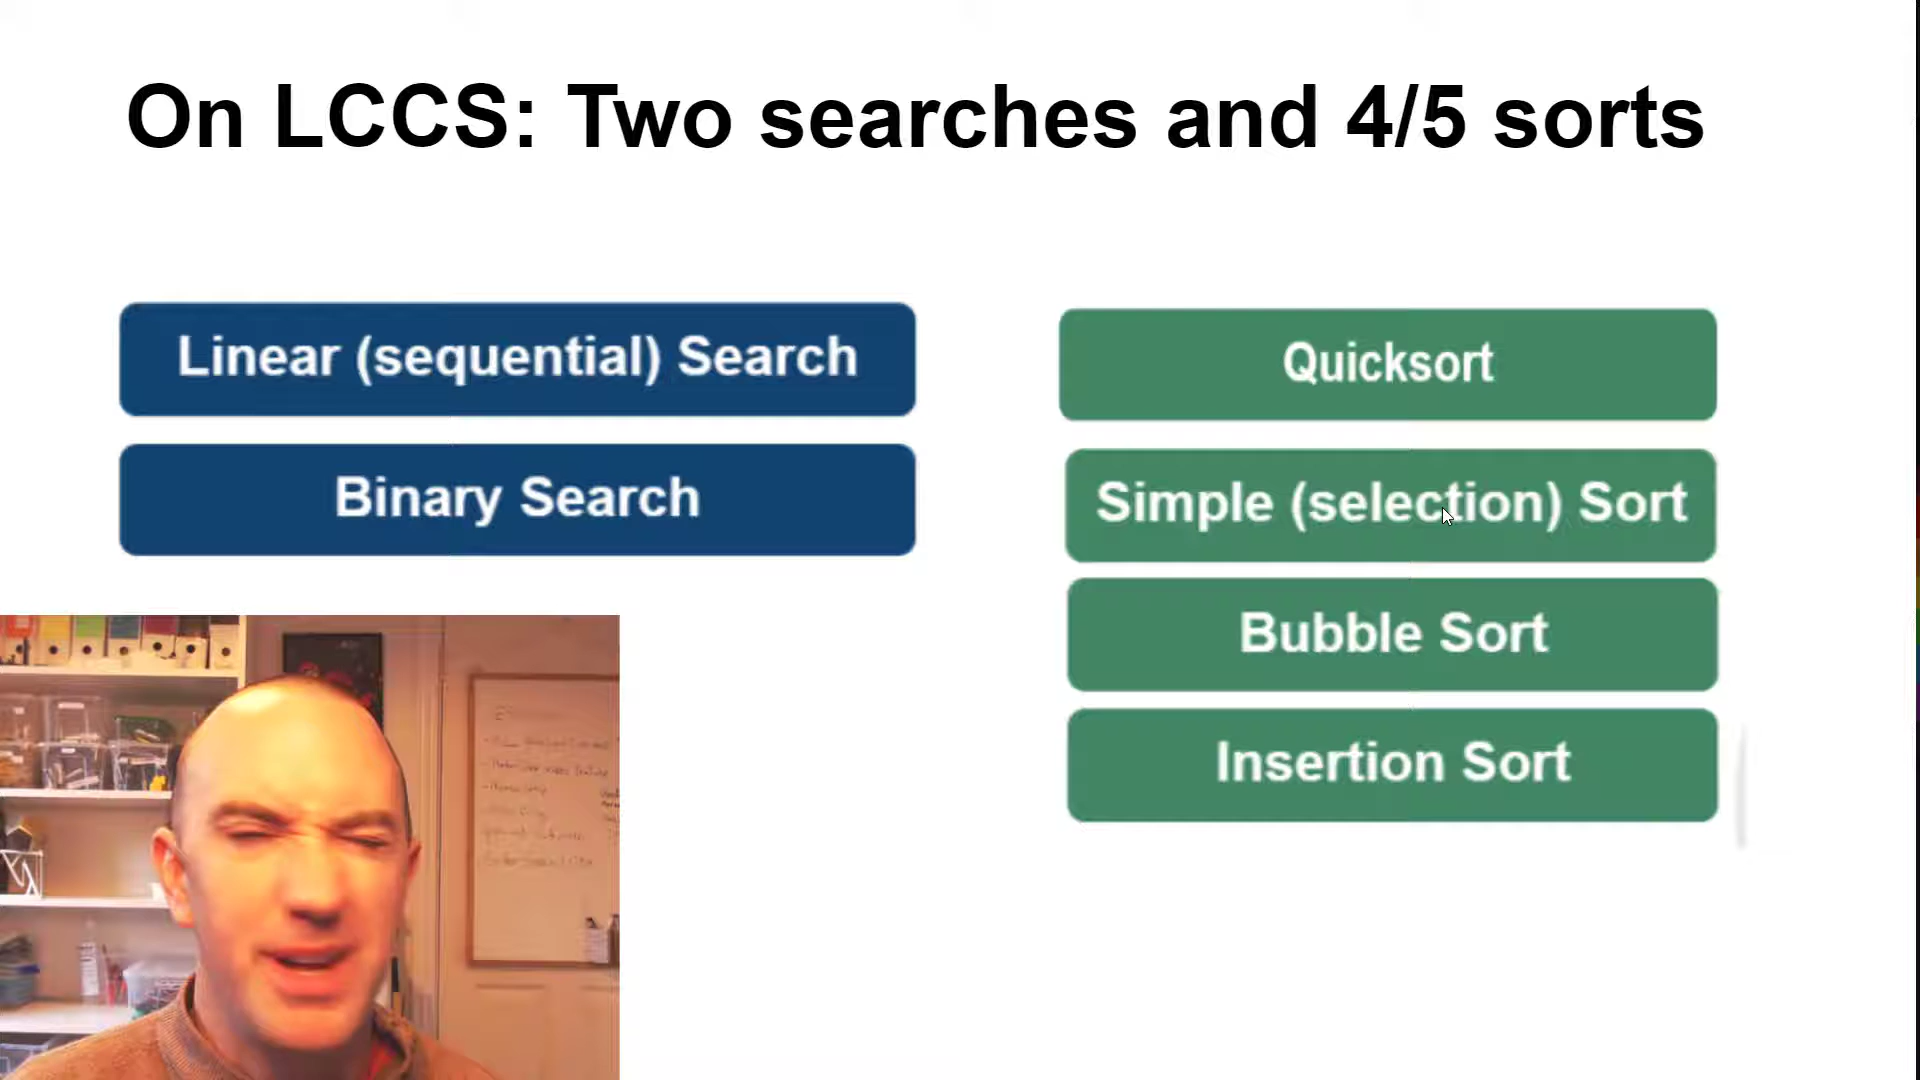 On LCCS: Two searches and 4/5 sorts
Linear (sequential) Search
Binary Search
Quicksort
Simple (selection) Sort
Bubble Sort
Insertion Sort